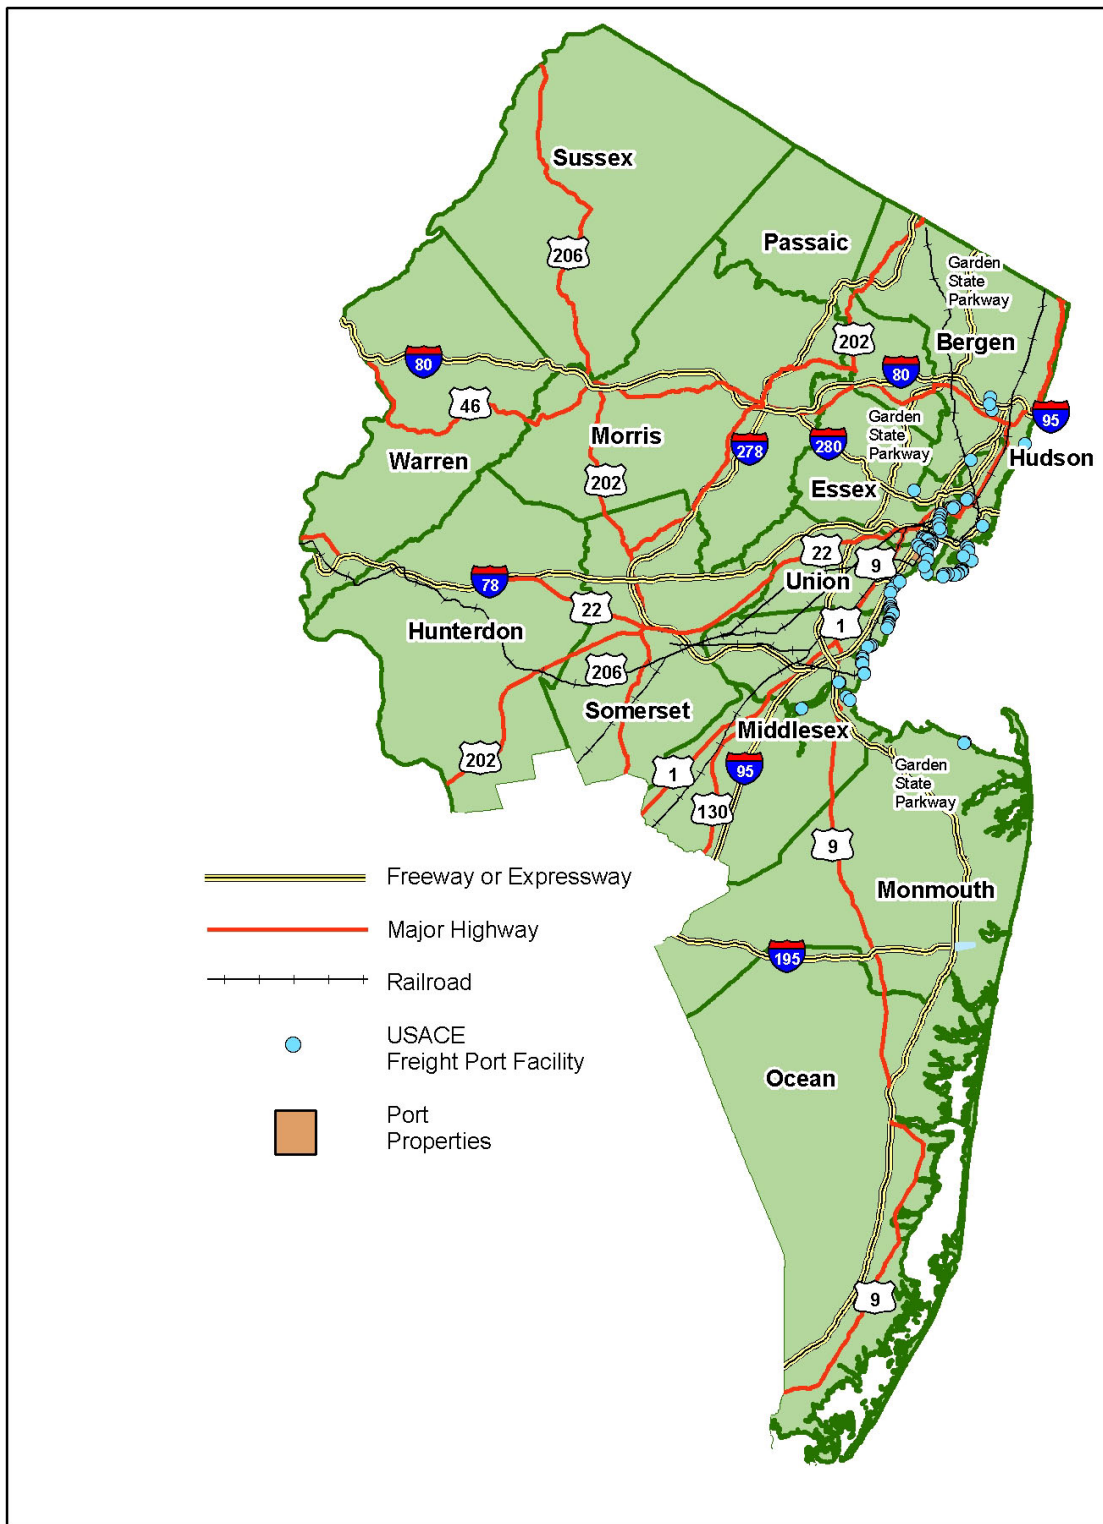 Sussex
206
Passaic
Garden
State
Parkway
202
Bergen
80
80
46
95
Garden
State
Parkway
Morris
278
280
Hudson
Warren
Essex
202
22
9
Union
78
22
1
Hunterdon
206
Somerset
Middlesex
202
1
95
Garden
State
Parkway
130
9
Freeway or Expressway
Monmouth
Major Highway
195
Railroad
USACE
Freight Port Facility
Ocean
Port
Properties
9